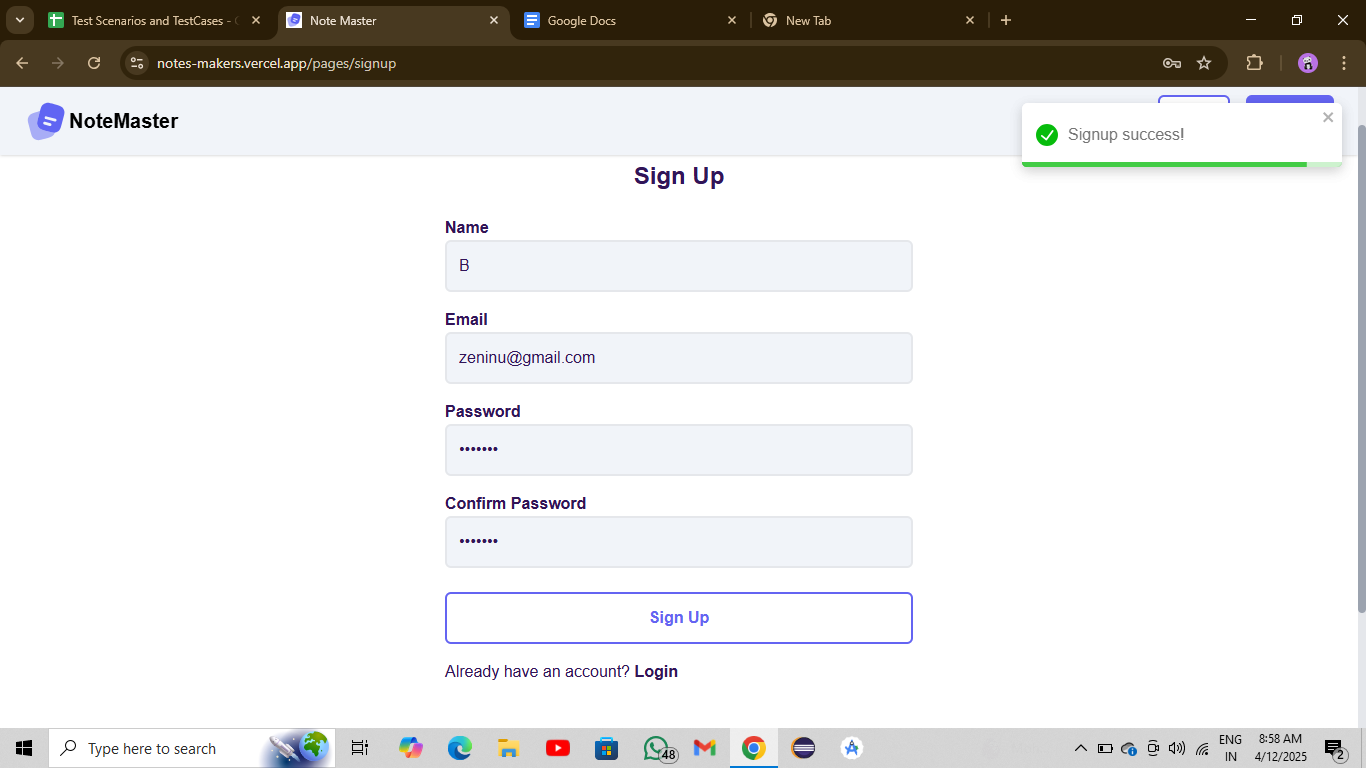 Test Scenarios and TestCases -
Note Master
Google Docs
New Tab
notes-makers.vercel.app/pages/signup
NoteMaster
Signup success!
Sign Up
Name
B
Email
zeninu@gmail.com
Password
•••••••
Confirm Password
•••••••
Sign Up
Already have an account? Login
Type here to search
48
ENG
IN
8:58 AM
4/12/2025
2